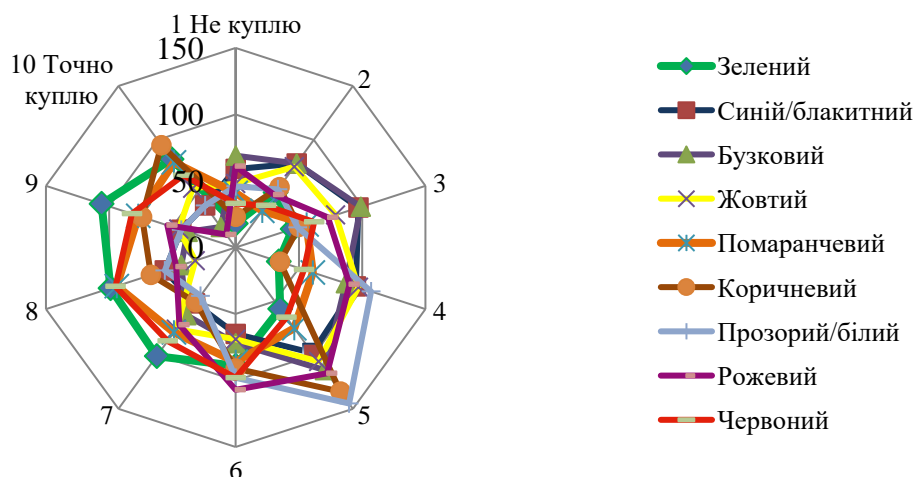 1 Не куплю
150
10 Точно
куплю
2
100
50
9
3
0
8
4
7
5
6
Зелений
Синій/блакитний
Бузковий
Жовтий
Помаранчевий
Коричневий
Прозорий/білий
Рожевий
Червоний